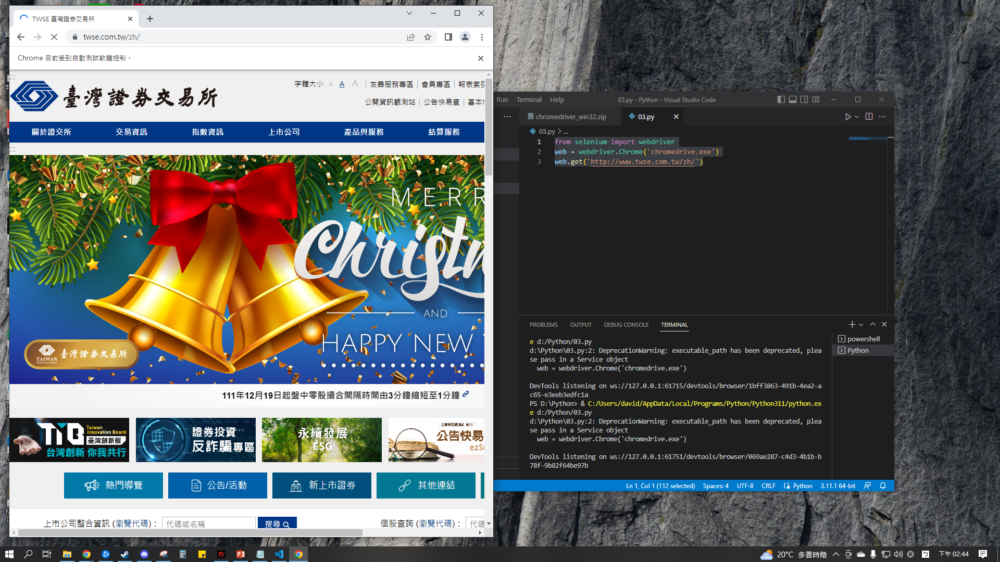 TWSE 臺灣證券交易所
twse.com.tw/zh/
Chrome 目前受到自動測試軟體控制。
:::
臺灣證券交易所
字體大小 A A A 友善服務專區 會員專區 報表索引
公開資訊觀測站 公告快易查 基本
關於證交所 交易資訊 指數資訊 上市公司 產品與服務 結算服務
:::
MERR
Christm
AND
HAPPY NEW Y
TAIWAN
STOCK EXCHANGE
臺灣證券交易所
111年12月19日起盤中零股撮合間隔時間由3分鐘縮短至1分鐘
TIB Taiwan Innovation Board
臺灣創新板
台灣創新 你我共行
證券投資
反詐騙專區
永續發展
ESG
公開資訊觀測站 MOPS
公告快易
ezSe
熱門導覽
公告/活動
新上市證券
其他連結
上市公司整合資訊 (瀏覽代碼)： 代碼或名稱 搜尋
個股查詢 (瀏覽代碼)： 代碼
Run Terminal Help
03.py - Python - Visual Studio Code
chromedriver_win32.zip
03.py
03.py > ...
1 from selenium import webdriver
2 web = webdriver.Chrome('chromedrive.exe')
3 web.get('http://www.twse.com.tw/zh/')
PROBLEMS OUTPUT DEBUG CONSOLE TERMINAL
powershell
Python
e d:/Python/03.py
d:\Python\03.py:2: DeprecationWarning: executable_path has been deprecated, plea
se pass in a Service object
  web = webdriver.Chrome('chromedrive.exe')
DevTools listening on ws://127.0.0.1:61715/devtools/browser/1bff3863-491b-4ea2-a
c65-e3eeb3edfc1a
PS D:\Python> & C:/Users/david/AppData/Local/Programs/Python/Python311/python.ex
e d:/Python/03.py
d:\Python\03.py:2: DeprecationWarning: executable_path has been deprecated, plea
se pass in a Service object
  web = webdriver.Chrome('chromedrive.exe')
DevTools listening on ws://127.0.0.1:61751/devtools/browser/069ae287-c4d3-4b1b-b
78f-9b82f64be97b
Ln 1, Col 1 (112 selected) Spaces: 4 UTF-8 CRLF Python 3.11.1 64-bit
20°C 多雲時陰
下午 02:44